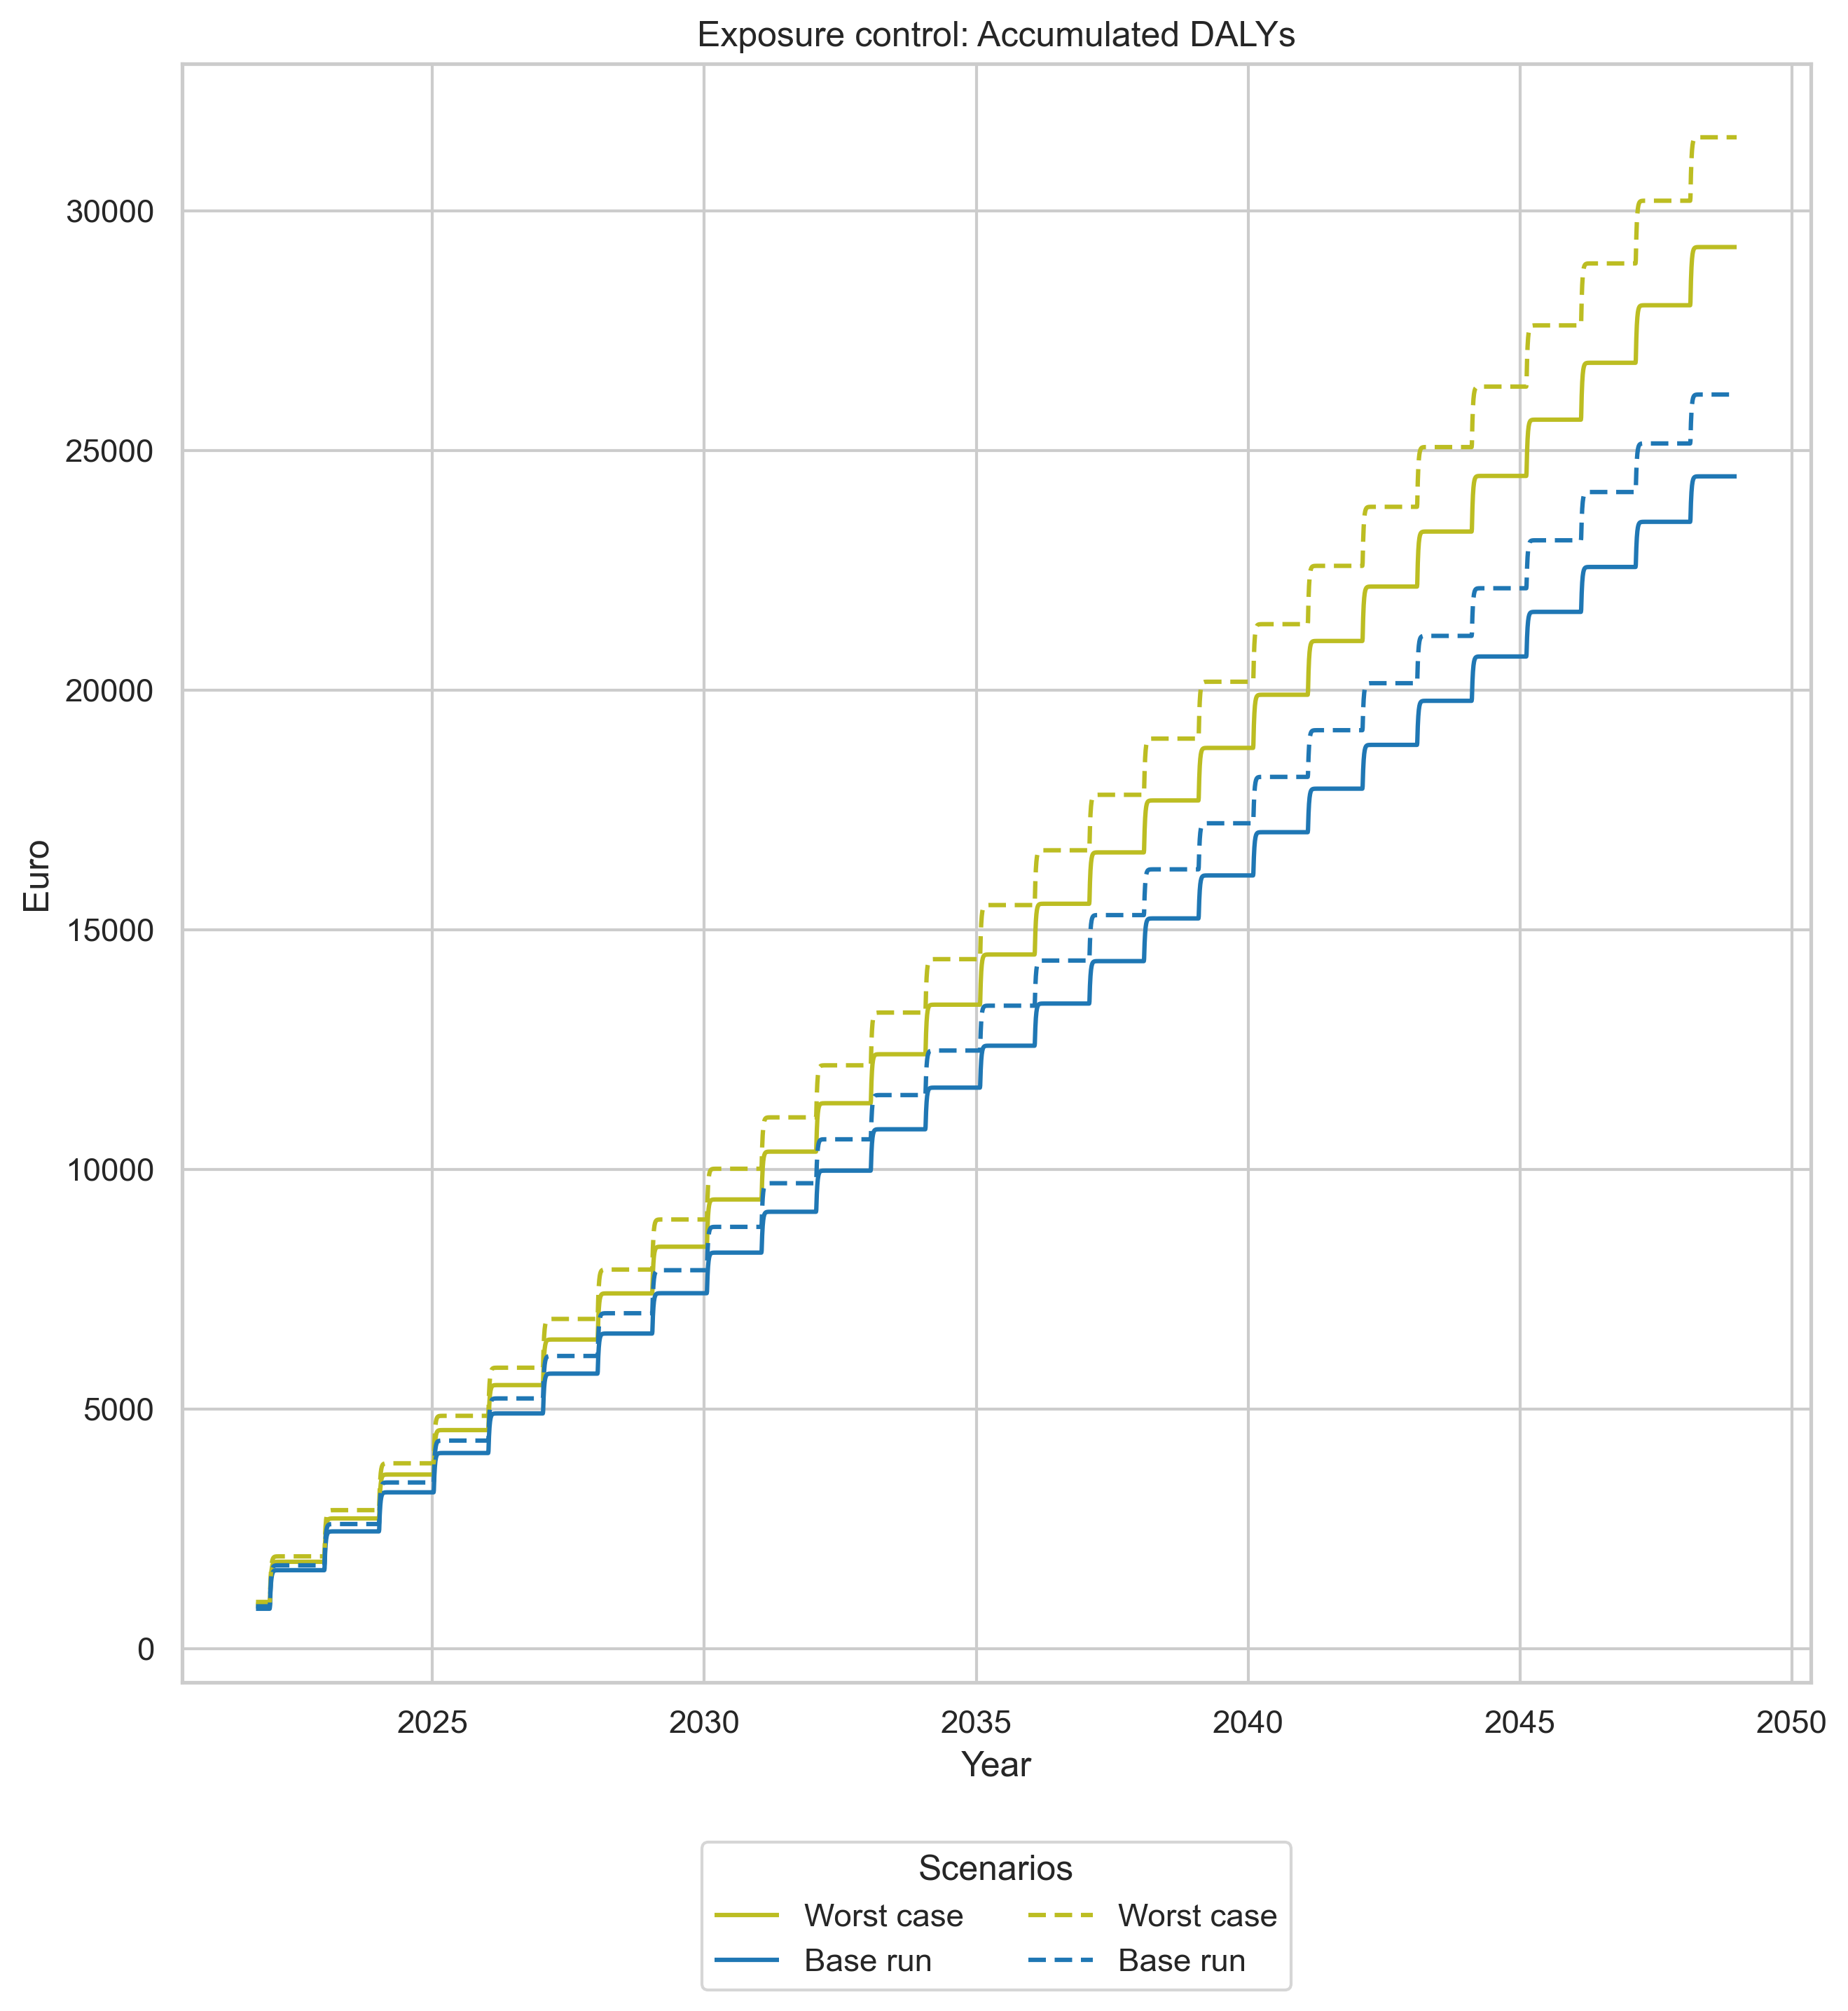 Exposure control: Accumulated DALYs
30000
25000
20000
15000
10000
5000
0
Euro
2025 2030 2035 2040 2045 2050
Year
Scenarios
Worst case Worst case
Base run Base run